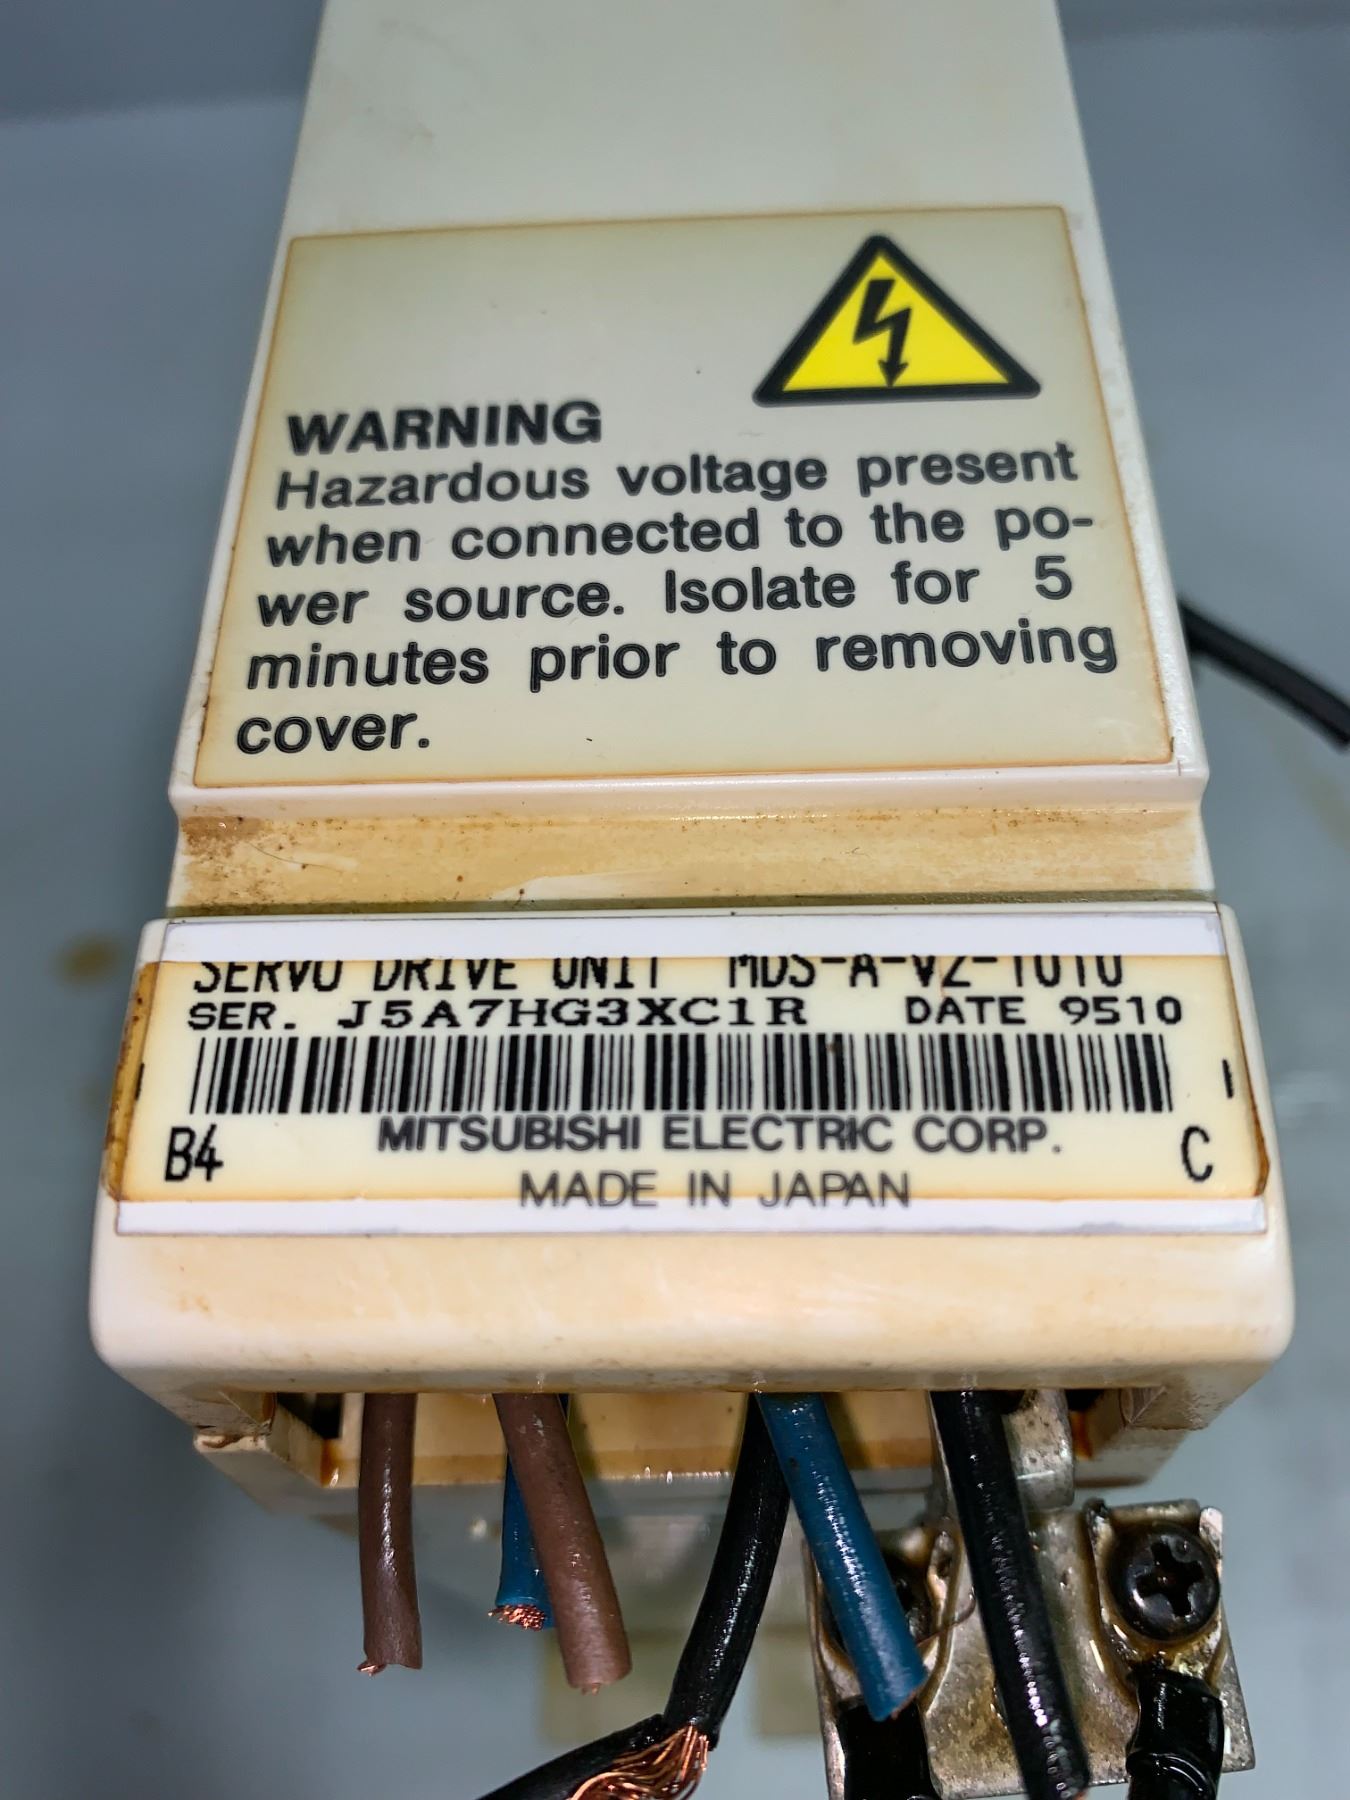 WARNING
Hazardous voltage present
when connected to the po-
wer source. Isolate for 5
minutes prior to removing
cover.
SERVO DRIVE UNIT MDS-A-V2-1010
SER. J5A7HG3XC1R DATE 9510
B4 MITSUBISHI ELECTRIC CORP. C
MADE IN JAPAN